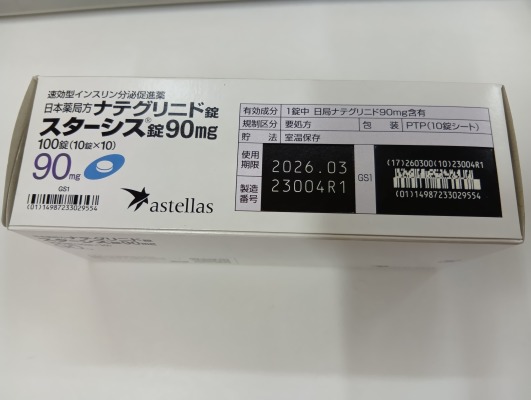 速効型インスリン分泌促進薬
日本薬局方 ナテグリニド錠
スターシス®錠90mg
100錠(10錠×10)
90mg
GS1
(01)14987233029554
astellas
有効成分 1錠中 日局ナテグリニド90mg含有
規制区分 要処方 包装 PTP(10錠シート)
貯法 室温保存
使用期限 2026.03
製造番号 23004R1
GS1
(17)260300(10)23004R1
(01)14987233029554